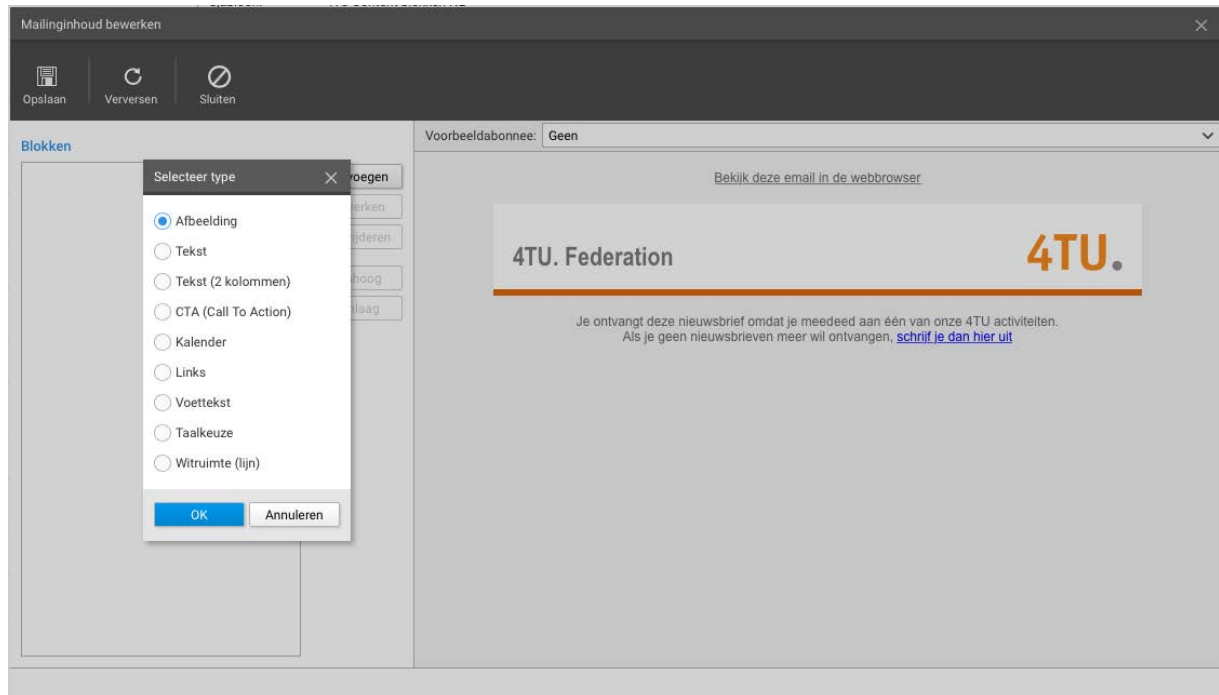 Mailinginhoud bewerken
Opslaan
Verversen
Sluiten
Blokken
Voorbeeldabonnee: Geen
Selecteer type
Afbeelding
Tekst
Tekst (2 kolommen)
CTA (Call To Action)
Kalender
Links
Voettekst
Taalkeuze
Witruimte (lijn)
OK Annuleren
Bekijk deze email in de webbrowser
4TU. Federation
4TU.
Je ontvangt deze nieuwsbrief omdat je meedeed aan één van onze 4TU activiteiten.
Als je geen nieuwsbrieven meer wil ontvangen, schrijf je dan hier uit